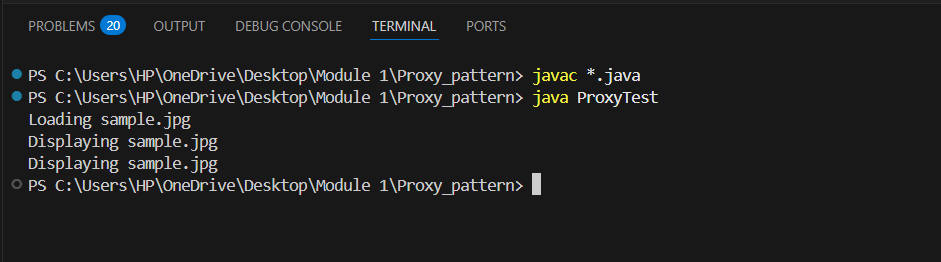 PROBLEMS 20 OUTPUT DEBUG CONSOLE TERMINAL PORTS
PS C:\Users\HP\OneDrive\Desktop\Module 1\Proxy_pattern> javac *.java
PS C:\Users\HP\OneDrive\Desktop\Module 1\Proxy_pattern> java ProxyTest
Loading sample.jpg
Displaying sample.jpg
Displaying sample.jpg
PS C:\Users\HP\OneDrive\Desktop\Module 1\Proxy_pattern>